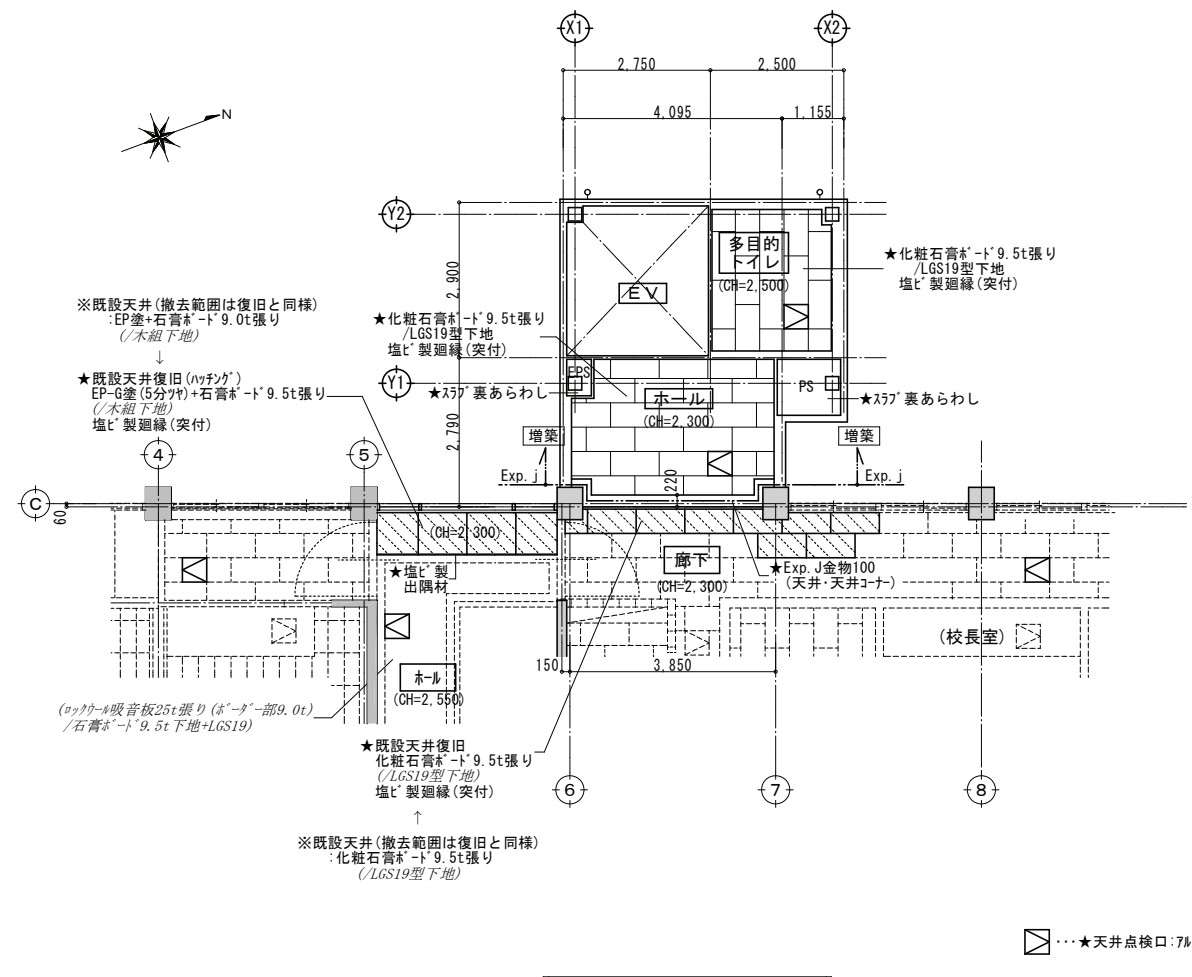 X1
X2
2,750
2,500
4,095
1,155
N
Y2
多目的
トイレ
(CH=2,500)
★化粧石膏ﾎﾞｰﾄﾞ9.5t張り
/LGS19型下地
塩ﾋﾞ製廻縁(突付)
2,900
EV
※既設天井(撤去範囲は復旧と同様)
:EP塗+石膏ﾎﾞｰﾄﾞ9.0t張り
(/木組下地)
↓
★既設天井復旧(ﾊｯﾁﾝｸﾞ)
EP-G塗(5分ﾂﾔ)+石膏ﾎﾞｰﾄﾞ9.5t張り
(/木組下地)
塩ﾋﾞ製廻縁(突付)
★化粧石膏ﾎﾞｰﾄﾞ9.5t張り
/LGS19型下地
塩ﾋﾞ製廻縁(突付)
Y1
EPS
PS
★ｽﾗﾌﾞ裏あらわし
ホール
(CH=2,300)
★ｽﾗﾌﾞ裏あらわし
2,790
増築
増築
4
5
Exp.j
Exp.j
220
C
60
(CH=2,300)
廊下
(CH=2,300)
★塩ﾋﾞ製
出隅材
★Exp.J金物100
(天井・天井ｺｰﾅｰ)
(校長室)
150
3,850
ﾎｰﾙ
(CH=2,550)
(ﾛｯｸｳｰﾙ吸音板25t張り(ﾎﾞｰﾀﾞｰ部9.0t)
/石膏ﾎﾞｰﾄﾞ9.5t下地+LGS19)
★既設天井復旧
化粧石膏ﾎﾞｰﾄﾞ9.5t張り
(/LGS19型下地)
塩ﾋﾞ製廻縁(突付)
6
7
8
↑
※既設天井(撤去範囲は復旧と同様)
:化粧石膏ﾎﾞｰﾄﾞ9.5t張り
(/LGS19型下地)
…★天井点検口:ｱﾙ